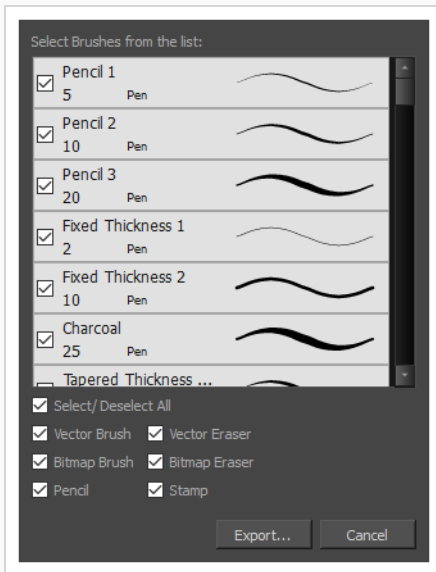 Select Brushes from the list:
Pencil 1
5 Pen
Pencil 2
10 Pen
Pencil 3
20 Pen
Fixed Thickness 1
2 Pen
Fixed Thickness 2
10 Pen
Charcoal
25 Pen
Tapered Thickness ...
Select/Deselect All
Vector Brush Vector Eraser
Bitmap Brush Bitmap Eraser
Pencil Stamp
Export... Cancel